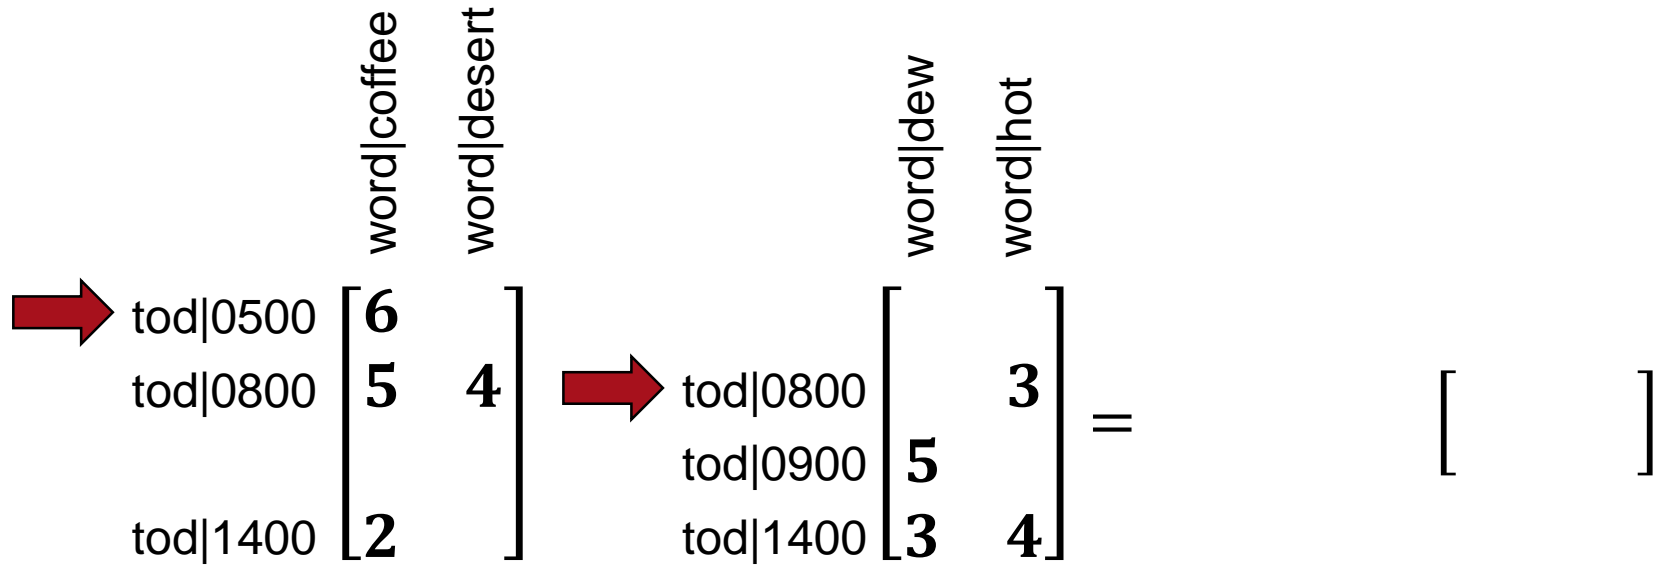 word|coffee word|desert word|dew word|hot
tod|0500 [6 ] [ ]
tod|0800 5 4 tod|0800 3 = [ ]
tod|0900 5
tod|1400 2 tod|1400 3 4